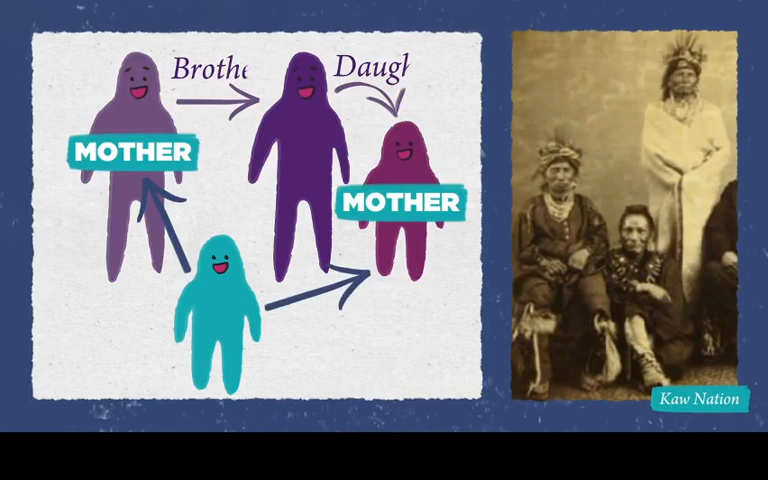 Brothe
Daugh
MOTHER
MOTHER
Kaw Nation